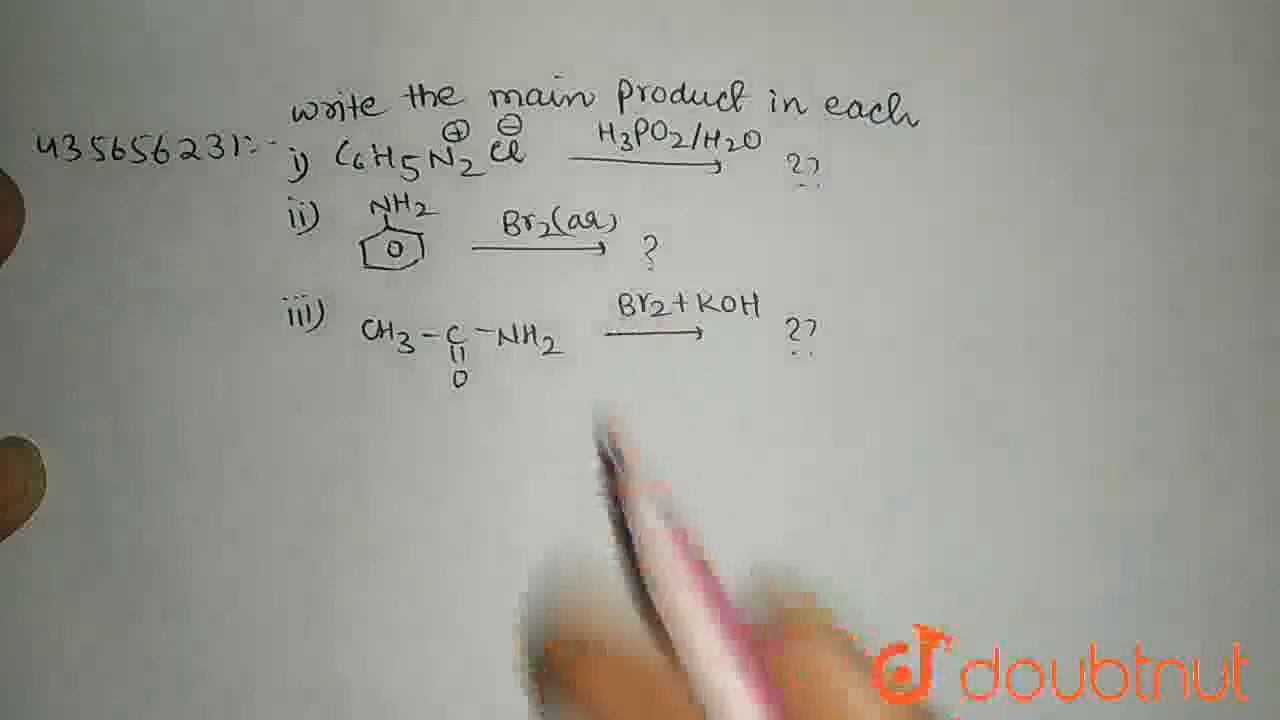 write the main product in each
435656231:-
i) C6H5N2⊕ Cl⊖ H3PO2/H2O ??
ii) NH2 Br2(aq) ?
iii) CH3-C-NH2 Br2+KOH ??
O
doubtnut